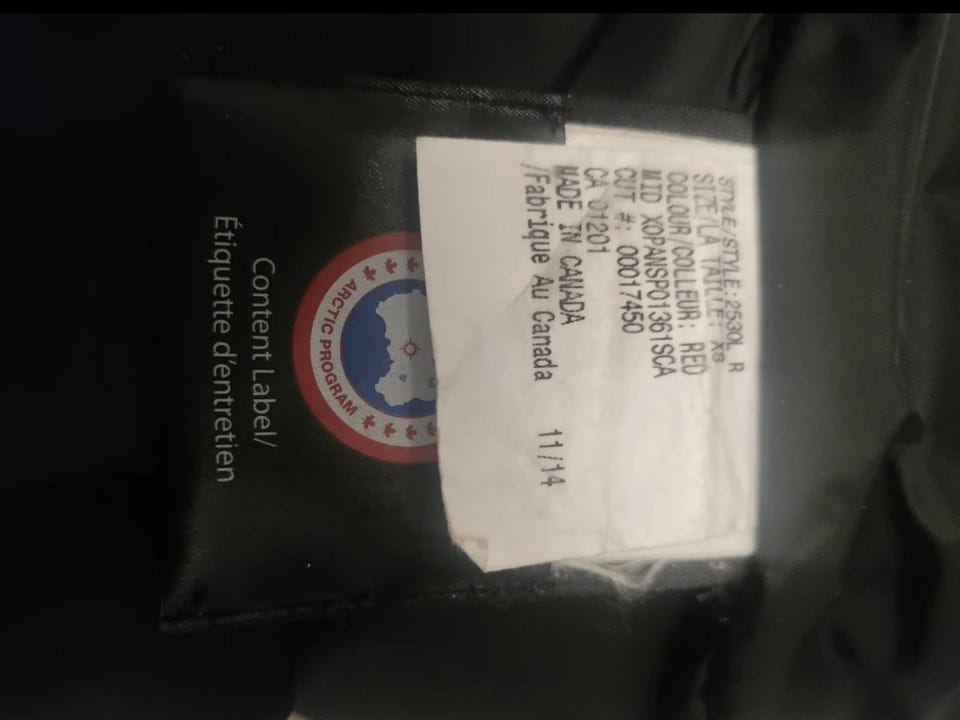 STYLE/STYLE:2530L R
SIZE/LA TAILLE: XS
COLOUR/COLLEUR: RED
MID XOPANSP01361SCA
CUT #: 00017450
CA 01201
MADE IN CANADA
/Fabrique Au Canada 11/14
ARCTIC PROGRAM
Content Label/
Étiquette d'entretien